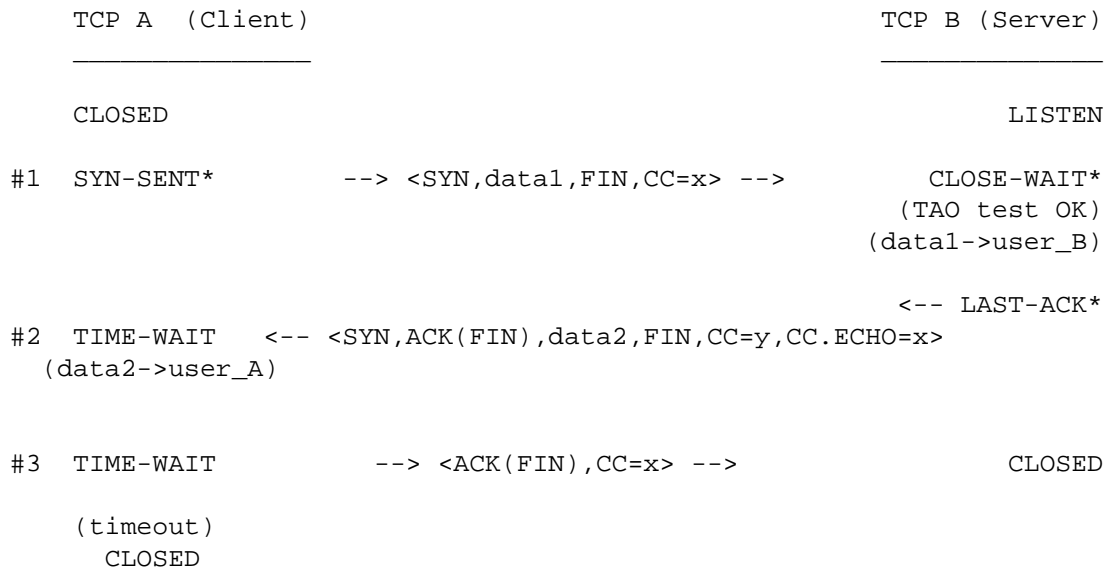 TCP A  (Client)                                    TCP B (Server)
_______________                                    ______________
CLOSED                                                     LISTEN
#1  SYN-SENT*       --> <SYN,data1,FIN,CC=x> -->      CLOSE-WAIT*
(TAO test OK)
(data1->user_B)
<-- LAST-ACK*
#2  TIME-WAIT   <-- <SYN,ACK(FIN),data2,FIN,CC=y,CC.ECHO=x>
(data2->user_A)
#3  TIME-WAIT          --> <ACK(FIN),CC=x> -->             CLOSED
(timeout)
CLOSED